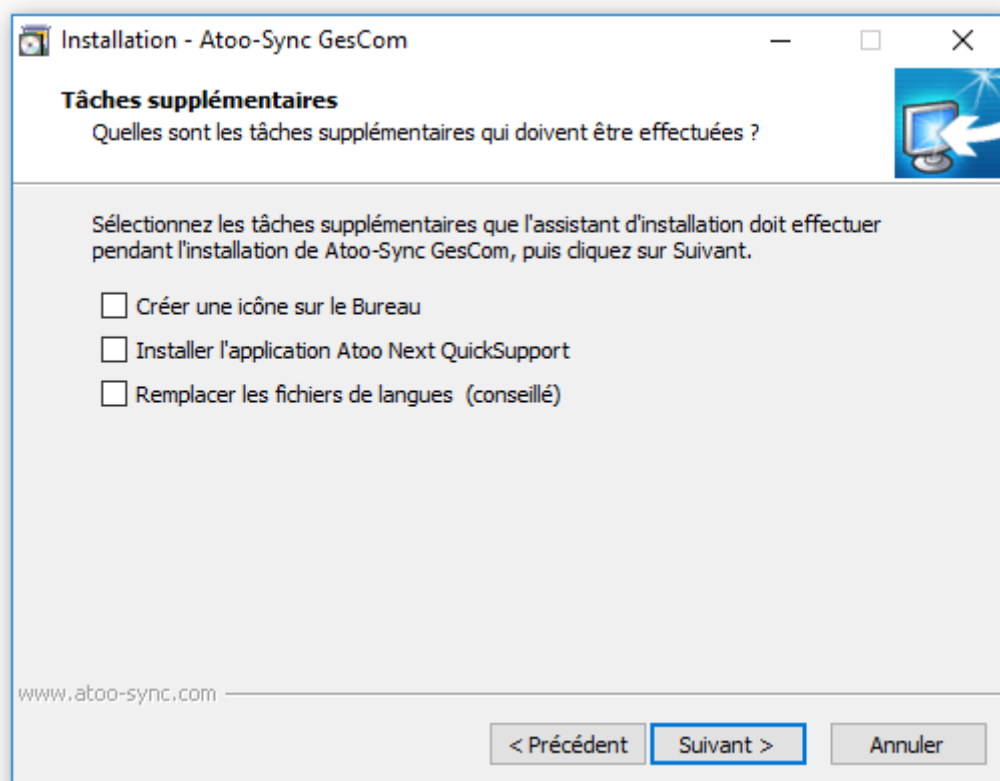 Installation - Atoo-Sync GesCom
Tâches supplémentaires
Quelles sont les tâches supplémentaires qui doivent être effectuées ?
Sélectionnez les tâches supplémentaires que l'assistant d'installation doit effectuer
pendant l'installation de Atoo-Sync GesCom, puis cliquez sur Suivant.
Créer une icône sur le Bureau
Installer l'application Atoo Next QuickSupport
Remplacer les fichiers de langues  (conseillé)
www.atoo-sync.com
< Précédent
Suivant >
Annuler